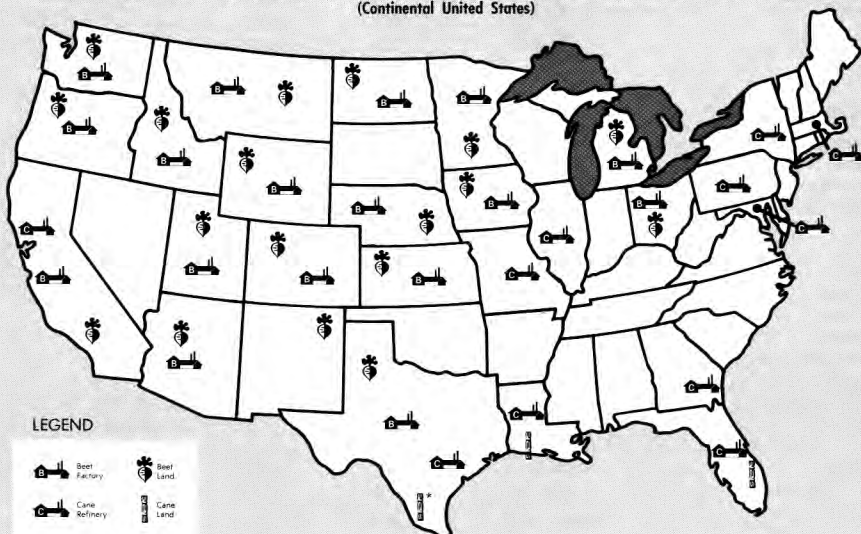 (Continental United States)
LEGEND
B Beet Factory
Beet Land
C Cane Refinery
Cane Land
*